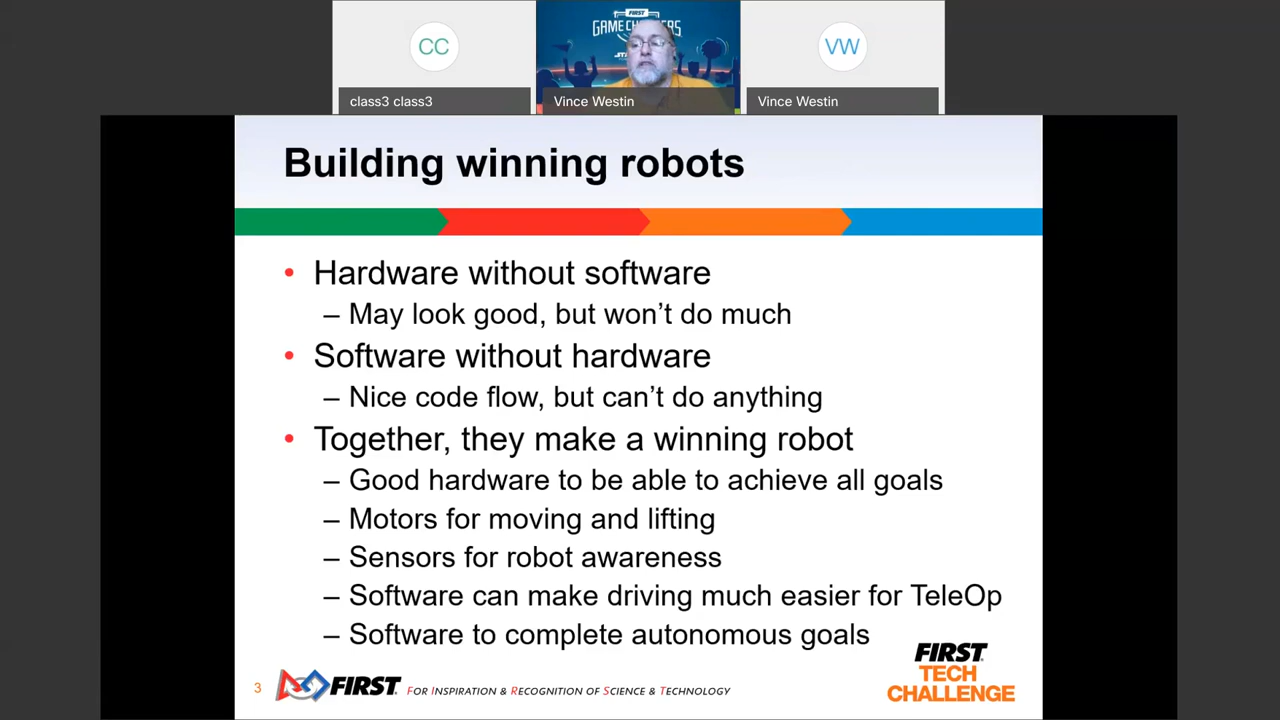 FIRST
GAME CHANGERS
CC
VW
class3 class3
Vince Westin
Vince Westin
Building winning robots
• Hardware without software
– May look good, but won’t do much
• Software without hardware
– Nice code flow, but can’t do anything
• Together, they make a winning robot
– Good hardware to be able to achieve all goals
– Motors for moving and lifting
– Sensors for robot awareness
– Software can make driving much easier for TeleOp
– Software to complete autonomous goals
3
FIRST
FOR INSPIRATION & RECOGNITION OF SCIENCE & TECHNOLOGY
FIRST
TECH
CHALLENGE